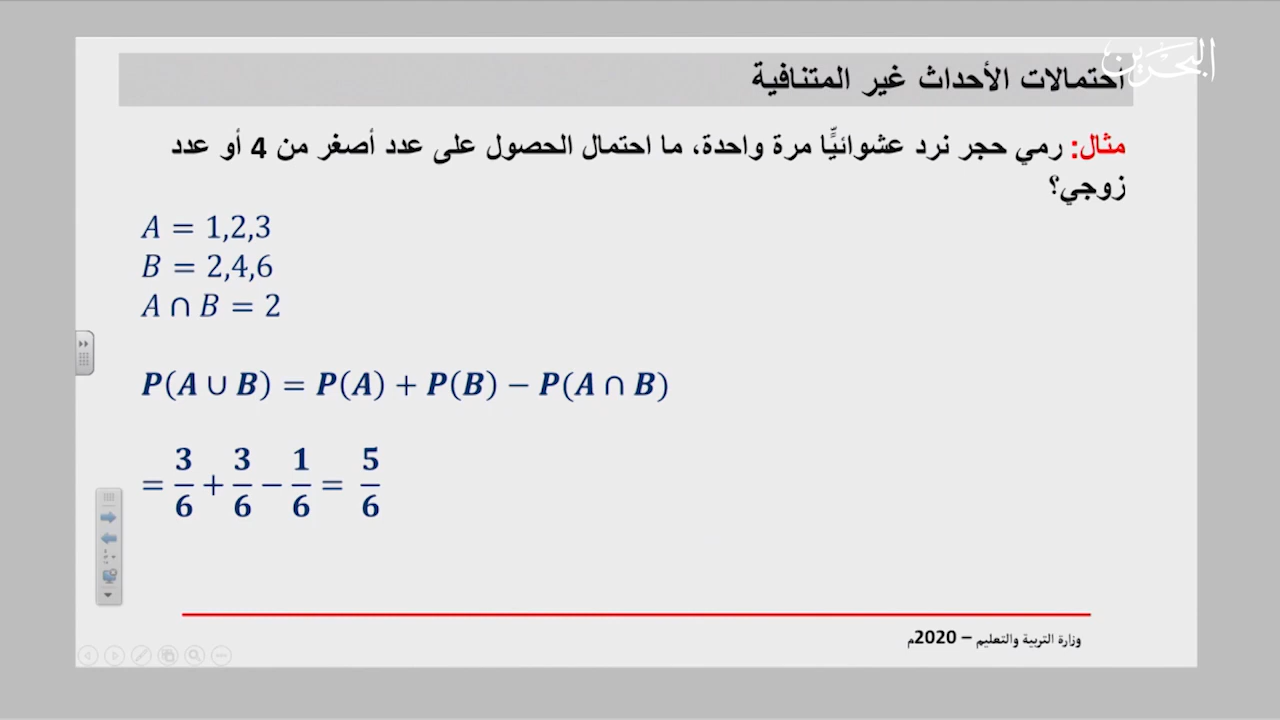 البحرين
احتمالات الأحداث غير المتنافية
مثال: رمي حجر نرد عشوائيًّا مرة واحدة، ما احتمال الحصول على عدد أصغر من 4 أو عدد
زوجي؟
A = 1,2,3
B = 2,4,6
A ∩ B = 2
P(A ∪ B) = P(A) + P(B) − P(A ∩ B)
= 3/6 + 3/6 − 1/6 = 5/6
وزارة التربية والتعليم – 2020م